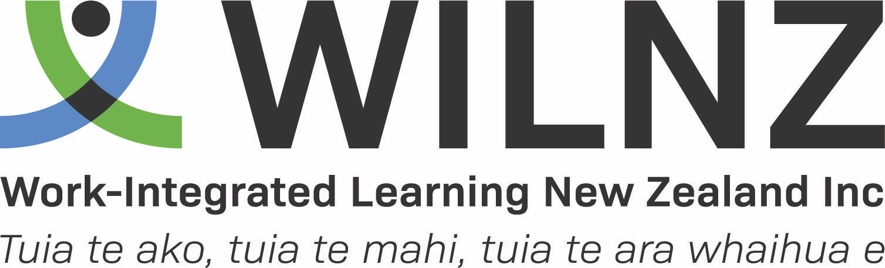 WILNZ
Work-Integrated Learning New Zealand Inc
Tuia te ako, tuia te mahi, tuia te ara whaihua e